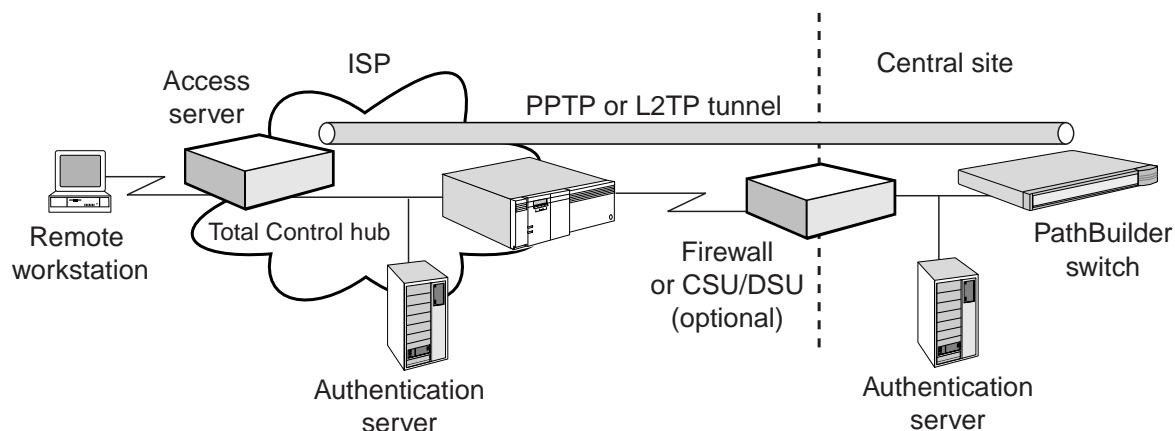 ISP
Central site
Access
server
PPTP or L2TP tunnel
Total Control hub
Remote
workstation
PathBuilder
switch
Firewall
or CSU/DSU
(optional)
Authentication
server
Authentication
server